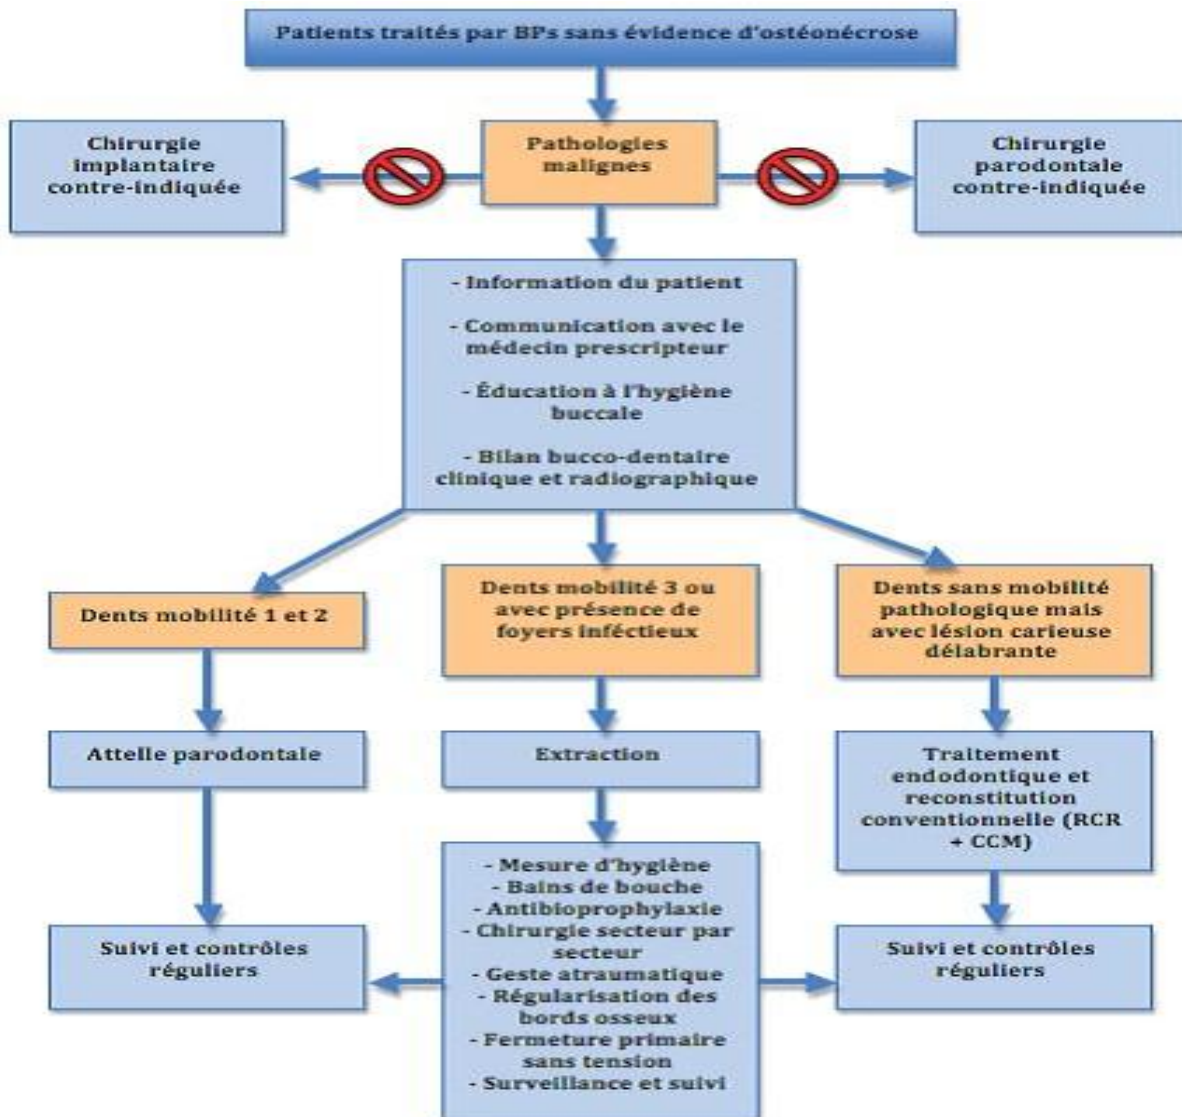 Patients traités par BPs sans évidence d'ostéonécrose
Chirurgie
implantaire
contre-indiquée
Pathologies
malignes
Chirurgie
parodontale
contre-indiquée
- Information du patient
- Communication avec le
médecin prescripteur
- Éducation à l'hygiène
buccale
- Bilan bucco-dentaire
clinique et radiographique
Dents mobilité 1 et 2
Dents mobilité 3 ou
avec présence de
foyers inféctieux
Dents sans mobilité
pathologique mais
avec lésion carieuse
délabrante
Attelle parodontale
Extraction
Traitement
endodontique et
reconstitution
conventionnelle (RCR
+ CCM)
- Mesure d'hygiène
- Bains de bouche
- Antibioprophylaxie
- Chirurgie secteur par
secteur
- Geste atraumatique
- Régularisation des
bords osseux
- Fermeture primaire
sans tension
- Surveillance et suivi
Suivi et contrôles
réguliers
Suivi et contrôles
réguliers